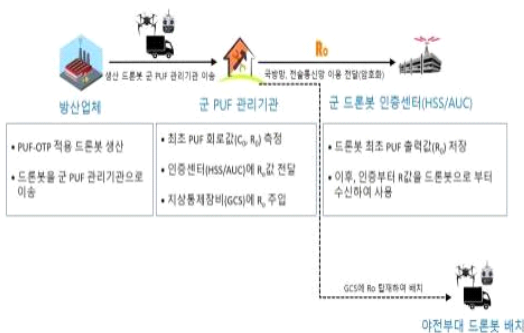 생산 드론봇 군 PUF 관리기관 이송
R₀
국방망, 전술통신망 이용 전달(암호화)
방산업체
군 PUF 관리기관
군 드론봇 인증센터(HSS/AUC)
• PUF-OTP 적용 드론봇 생산
• 드론봇을 군 PUF 관리기관으로
이송
• 최초 PUF 회로값(C₀, R₀) 측정
• 인증센터(HSS/AUC)에 R₀값 전달
• 지상통제장비(GCS)에 R₀ 주입
• 드론봇 최초 PUF 출력값(R₀) 저장
• 이후, 인증부터 R값을 드론봇으로 부터
수신하여 사용
GCS에 Ro 탑재하여 배치
야전부대 드론봇 배치